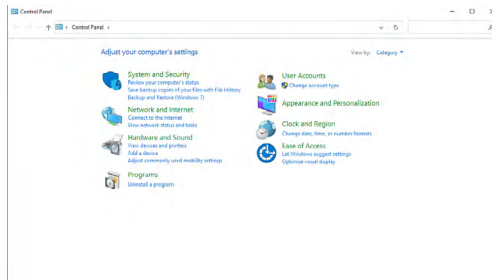 Control Panel
Control Panel
Adjust your computer's settings
View by: Category
System and Security
Review your computer's status
Save backup copies of your files with File History
Backup and Restore (Windows 7)
Network and Internet
Connect to the Internet
View network status and tasks
Hardware and Sound
View devices and printers
Add a device
Adjust commonly used mobility settings
Programs
Uninstall a program
User Accounts
Change account type
Appearance and Personalization
Clock and Region
Change date, time, or number formats
Ease of Access
Let Windows suggest settings
Optimize visual display